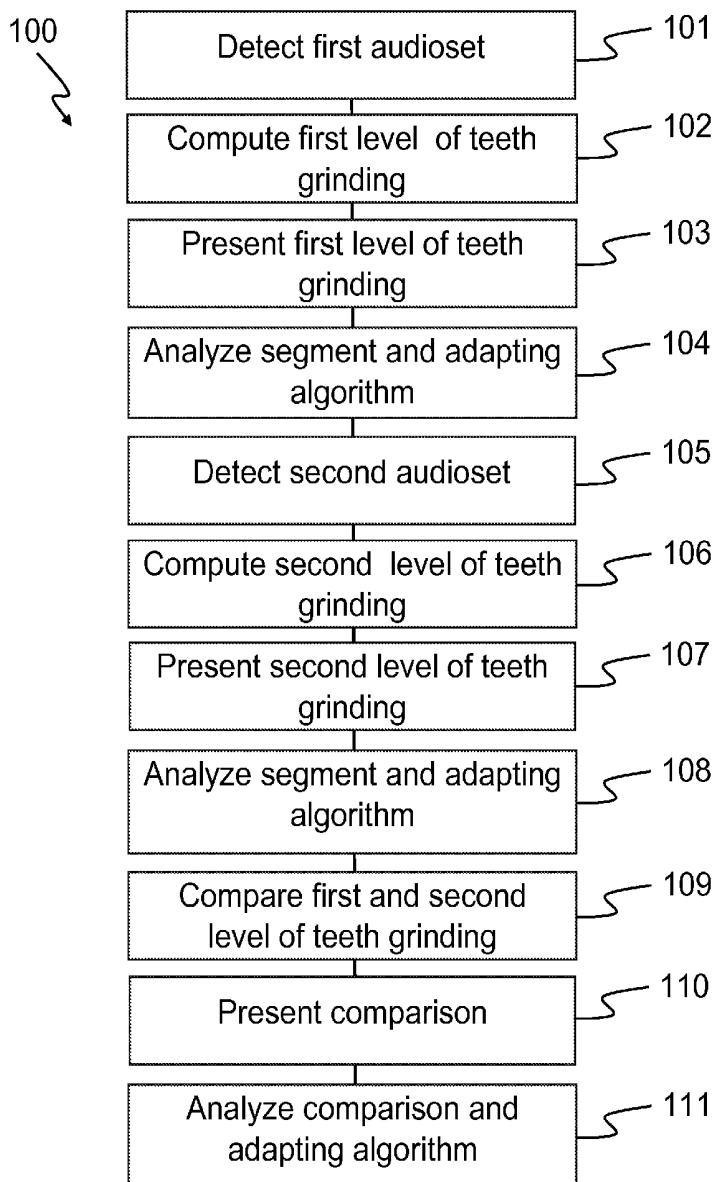 100
Detect first audioset
101
Compute first level of teeth
grinding
102
Present first level of teeth
grinding
103
Analyze segment and adapting
algorithm
104
Detect second audioset
105
Compute second level of teeth
grinding
106
Present second level of teeth
grinding
107
Analyze segment and adapting
algorithm
108
Compare first and second
level of teeth grinding
109
Present comparison
110
Analyze comparison and
adapting algorithm
111